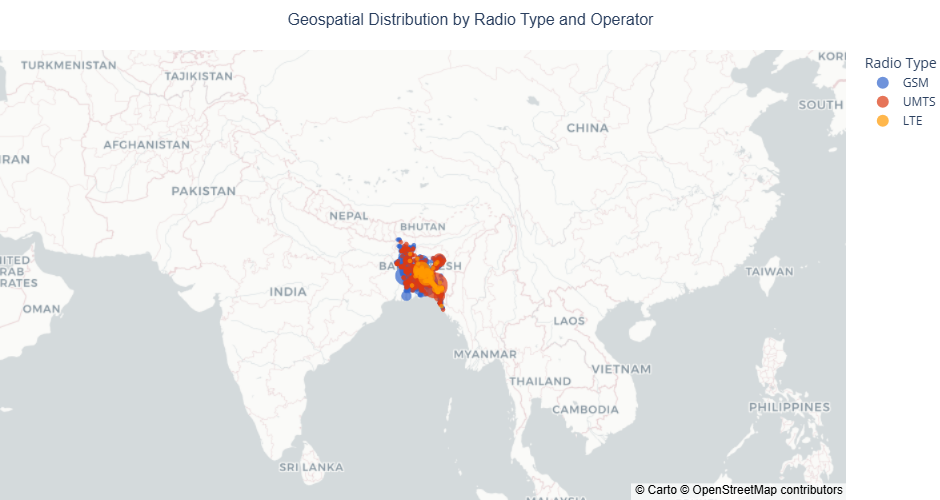 Geospatial Distribution by Radio Type and Operator
Radio Type
GSM
UMTS
LTE
TURKMENISTAN
TAJIKISTAN
KOR
SOUTH
CHINA
AFGHANISTAN
RAN
PAKISTAN
NEPAL
BHUTAN
BA
SH
ITED
RAB
RATES
TAIWAN
INDIA
OMAN
LAOS
MYANMAR
VIETNAM
THAILAND
CAMBODIA
PHILIPPINES
SRI LANKA
MALAYSIA
© Carto © OpenStreetMap contributors